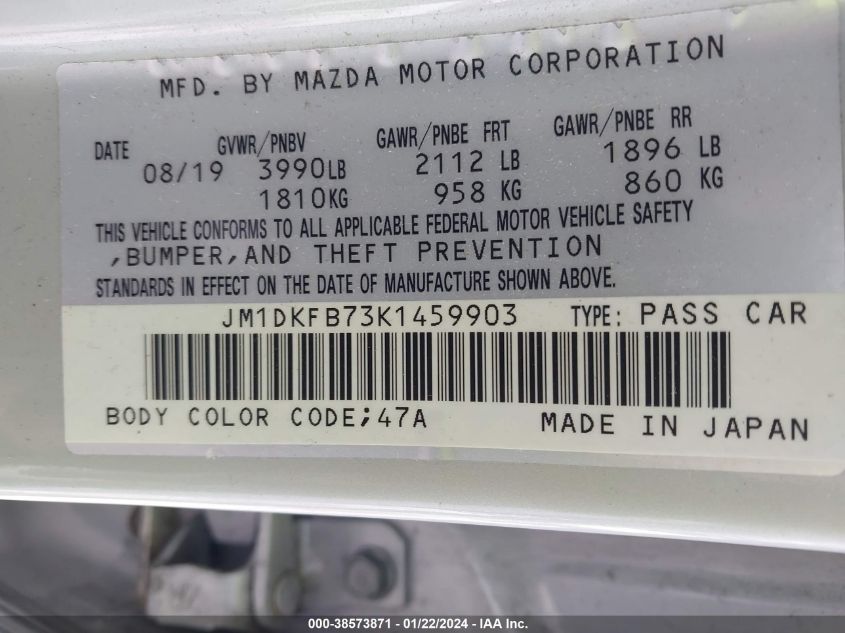 MFD. BY MAZDA MOTOR CORPORATION
DATE GVWR/PNBV GAWR/PNBE FRT GAWR/PNBE RR
08/19 3990LB 2112 LB 1896 LB
1810KG 958 KG 860 KG
THIS VEHICLE CONFORMS TO ALL APPLICABLE FEDERAL MOTOR VEHICLE SAFETY
,BUMPER,AND THEFT PREVENTION
STANDARDS IN EFFECT ON THE DATE OF MANUFACTURE SHOWN ABOVE.
JM1DKFB73K1459903 TYPE: PASS CAR
BODY COLOR CODE;47A MADE IN JAPAN
000-38573871 - 01/22/2024 - IAA Inc.